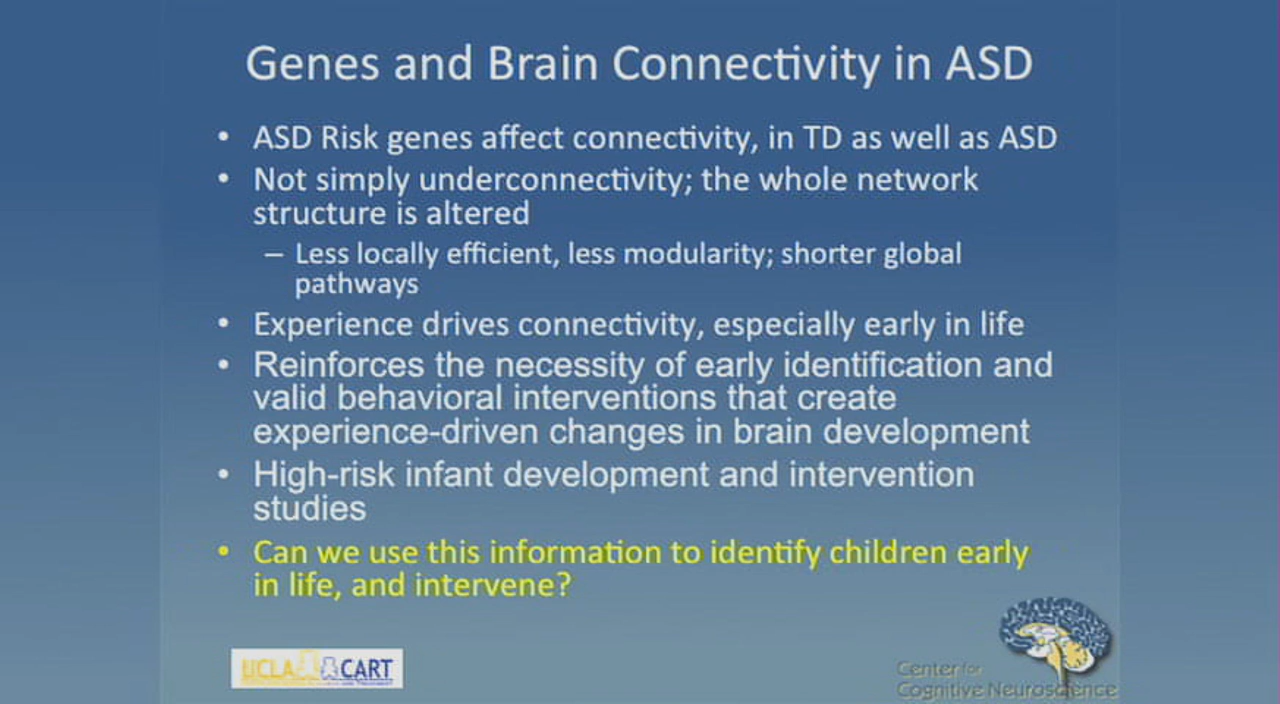 Genes and Brain Connectivity in ASD
• ASD Risk genes affect connectivity, in TD as well as ASD
• Not simply underconnectivity; the whole network
structure is altered
– Less locally efficient, less modularity; shorter global
pathways
• Experience drives connectivity, especially early in life
• Reinforces the necessity of early identification and
valid behavioral interventions that create
experience-driven changes in brain development
• High-risk infant development and intervention
studies
• Can we use this information to identify children early
in life, and intervene?
UCLA CART
Center for
Cognitive Neuroscience